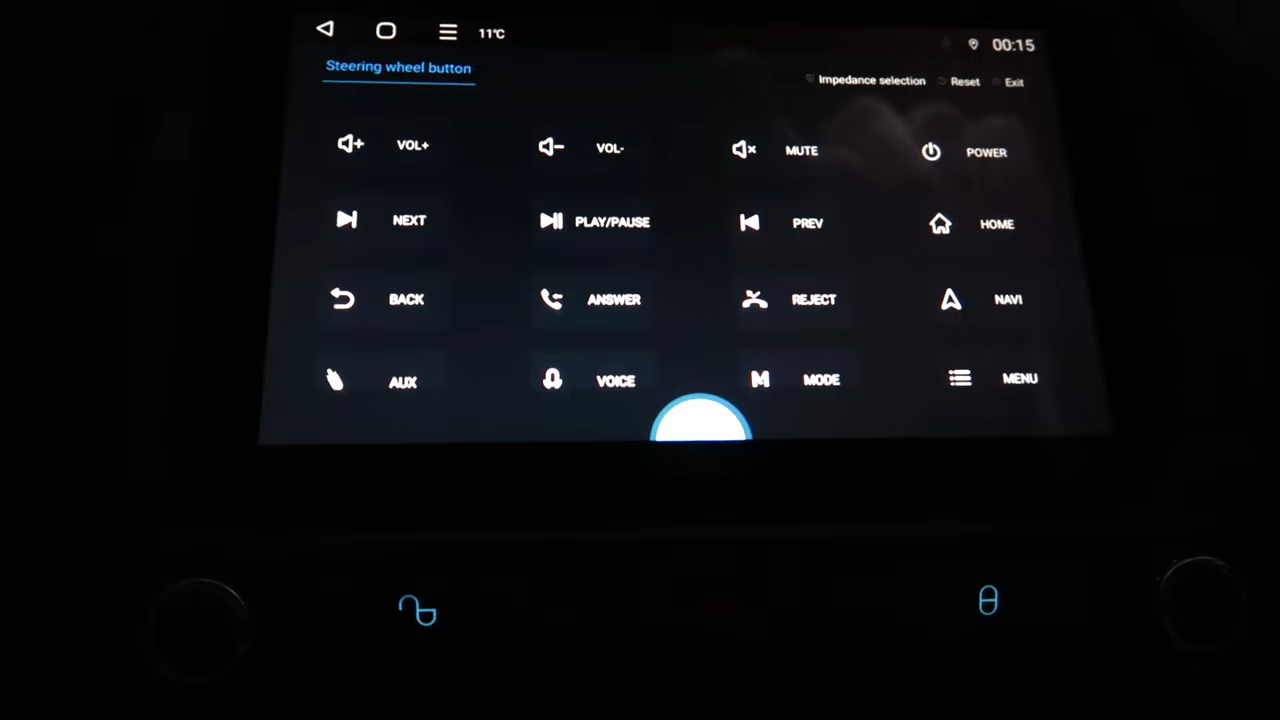 11°C 00:15
Steering wheel button
Impedance selection Reset Exit
VOL+ VOL- MUTE POWER
NEXT PLAY/PAUSE PREV HOME
BACK ANSWER REJECT NAVI
AUX VOICE M MODE MENU